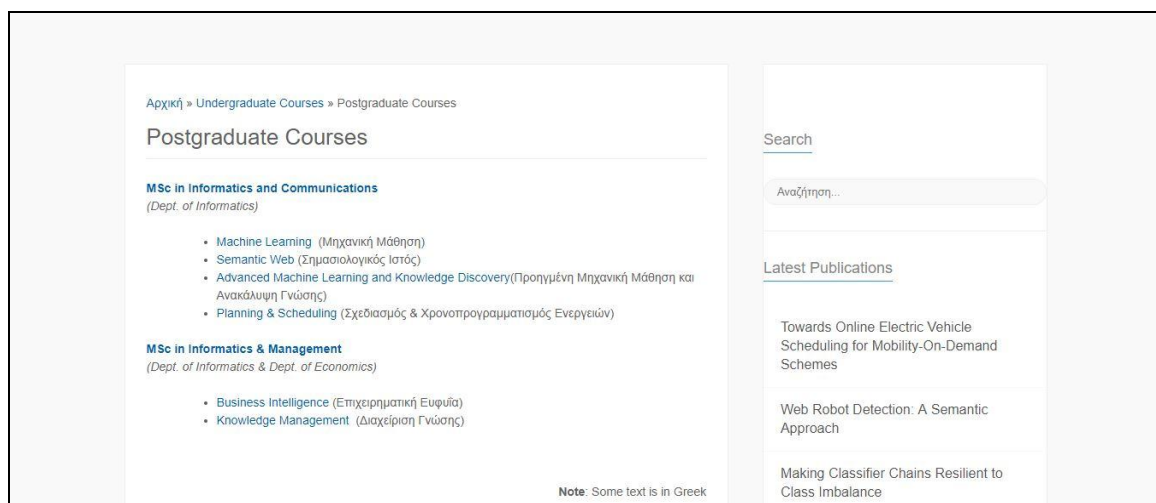 Αρχική » Undergraduate Courses » Postgraduate Courses
Postgraduate Courses
MSc in Informatics and Communications
(Dept. of Informatics)
• Machine Learning (Μηχανική Μάθηση)
• Semantic Web (Σημασιολογικός Ιστός)
• Advanced Machine Learning and Knowledge Discovery(Προηγμένη Μηχανική Μάθηση και
Ανακάλυψη Γνώσης)
• Planning & Scheduling (Σχεδιασμός & Χρονοπρογραμματισμός Ενεργειών)
MSc in Informatics & Management
(Dept. of Informatics & Dept. of Economics)
• Business Intelligence (Επιχειρηματική Ευφυΐα)
• Knowledge Management (Διαχείριση Γνώσης)
Note: Some text is in Greek
Search
Αναζήτηση...
Latest Publications
Towards Online Electric Vehicle
Scheduling for Mobility-On-Demand
Schemes
Web Robot Detection: A Semantic
Approach
Making Classifier Chains Resilient to
Class Imbalance